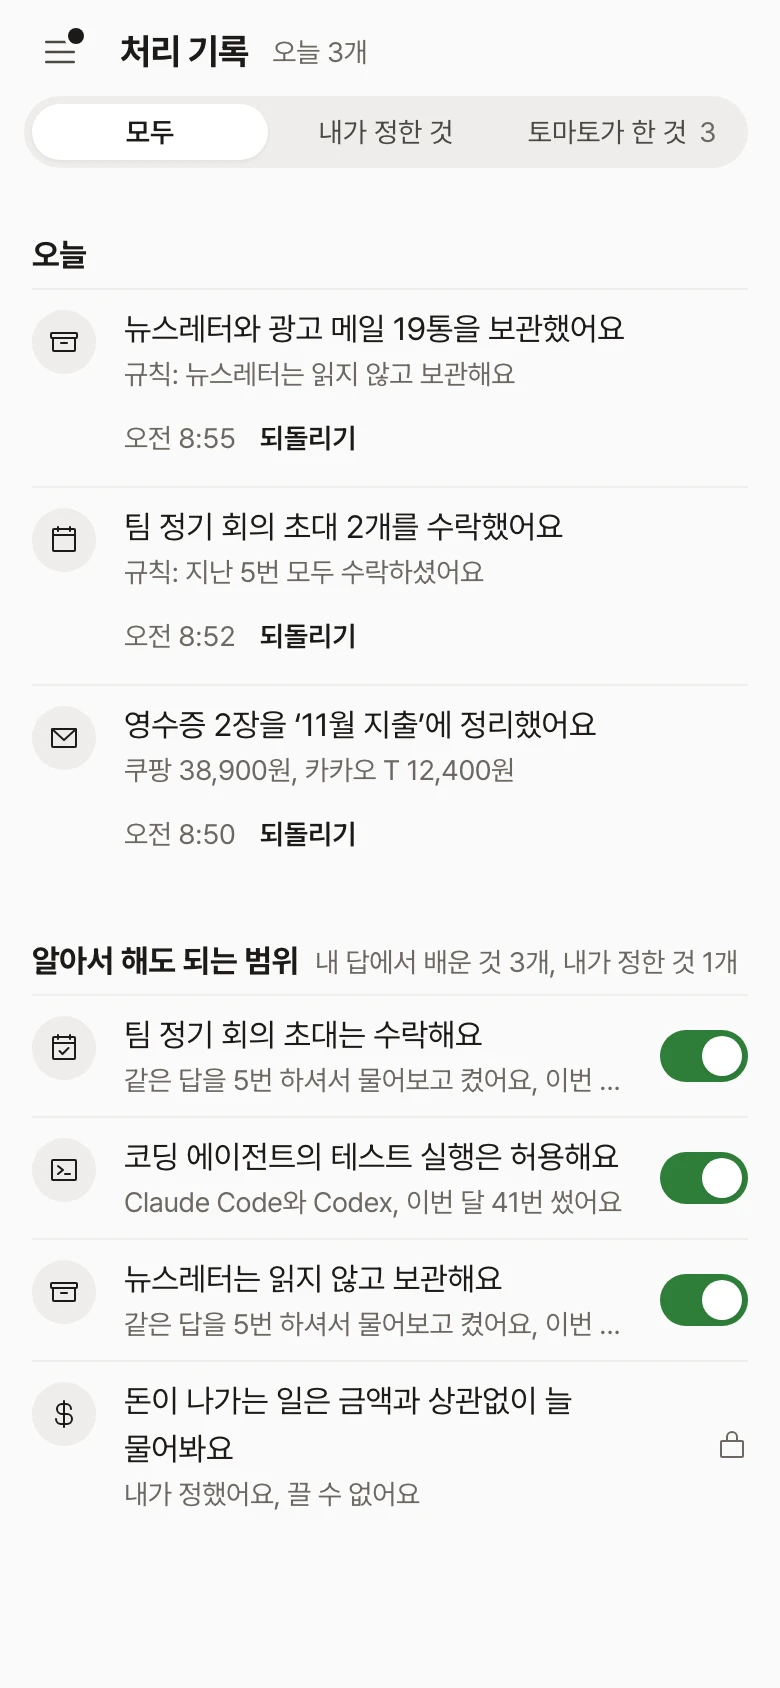 처리 기록 오늘 3개
모두 내가 정한 것 토마토가 한 것 3
오늘
뉴스레터와 광고 메일 19통을 보관했어요
규칙: 뉴스레터는 읽지 않고 보관해요
오전 8:55 되돌리기
팀 정기 회의 초대 2개를 수락했어요
규칙: 지난 5번 모두 수락하셨어요
오전 8:52 되돌리기
영수증 2장을 ‘11월 지출’에 정리했어요
쿠팡 38,900원, 카카오 T 12,400원
오전 8:50 되돌리기
알아서 해도 되는 범위 내 답에서 배운 것 3개, 내가 정한 것 1개
팀 정기 회의 초대는 수락해요
같은 답을 5번 하셔서 물어보고 켰어요, 이번 ...
코딩 에이전트의 테스트 실행은 허용해요
Claude Code와 Codex, 이번 달 41번 썼어요
뉴스레터는 읽지 않고 보관해요
같은 답을 5번 하셔서 물어보고 켰어요, 이번 ...
돈이 나가는 일은 금액과 상관없이 늘
물어봐요
내가 정했어요, 끌 수 없어요